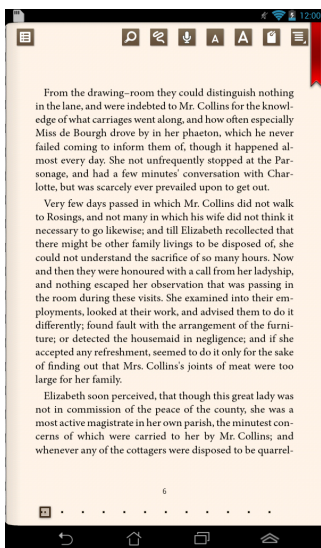 12:00
A
A
From the drawing–room they could distinguish nothing
in the lane, and were indebted to Mr. Collins for the knowl-
edge of what carriages went along, and how often especially
Miss de Bourgh drove by in her phaeton, which he never
failed coming to inform them of, though it happened al-
most every day. She not unfrequently stopped at the Par-
sonage, and had a few minutes' conversation with Char-
lotte, but was scarcely ever prevailed upon to get out.
Very few days passed in which Mr. Collins did not walk
to Rosings, and not many in which his wife did not think it
necessary to go likewise; and till Elizabeth recollected that
there might be other family livings to be disposed of, she
could not understand the sacrifice of so many hours. Now
and then they were honoured with a call from her ladyship,
and nothing escaped her observation that was passing in
the room during these visits. She examined into their em-
ployments, looked at their work, and advised them to do it
differently; found fault with the arrangement of the furni-
ture; or detected the housemaid in negligence; and if she
accepted any refreshment, seemed to do it only for the sake
of finding out that Mrs. Collins's joints of meat were too
large for her family.
Elizabeth soon perceived, that though this great lady was
not in commission of the peace of the county, she was a
most active magistrate in her own parish, the minutest con-
cerns of which were carried to her by Mr. Collins; and
whenever any of the cottagers were disposed to be quarrel-
6